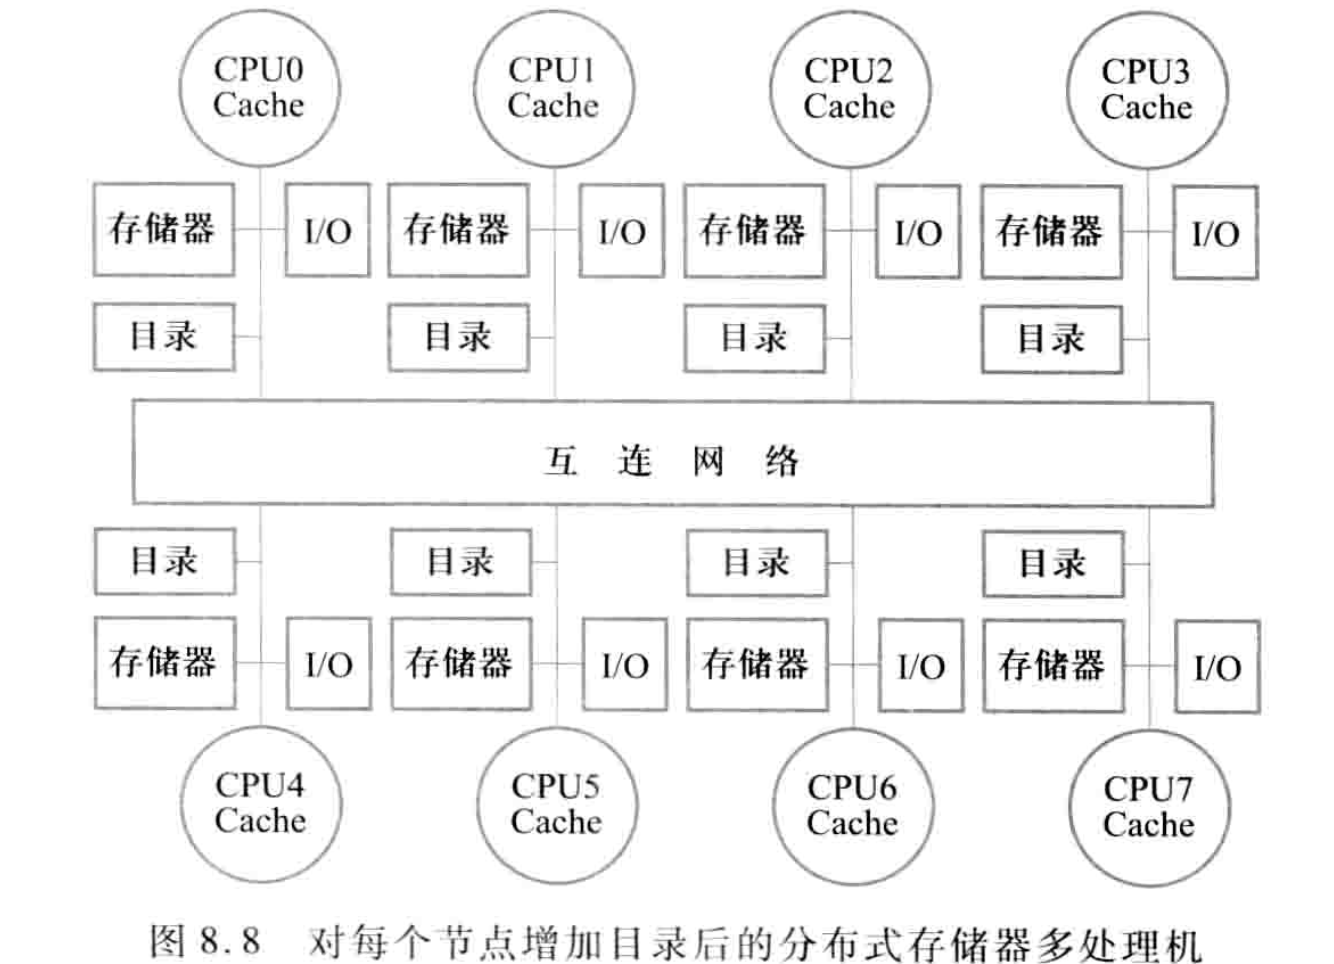 CPU0 CPU1 CPU2 CPU3
Cache Cache Cache Cache
存储器 I/O 存储器 I/O 存储器 I/O 存储器 I/O
目录 目录 目录 目录
互连网络
目录 目录 目录 目录
存储器 I/O 存储器 I/O 存储器 I/O 存储器 I/O
CPU4 CPU5 CPU6 CPU7
Cache Cache Cache Cache
图 8.8 对每个节点增加目录后的分布式存储器多处理机